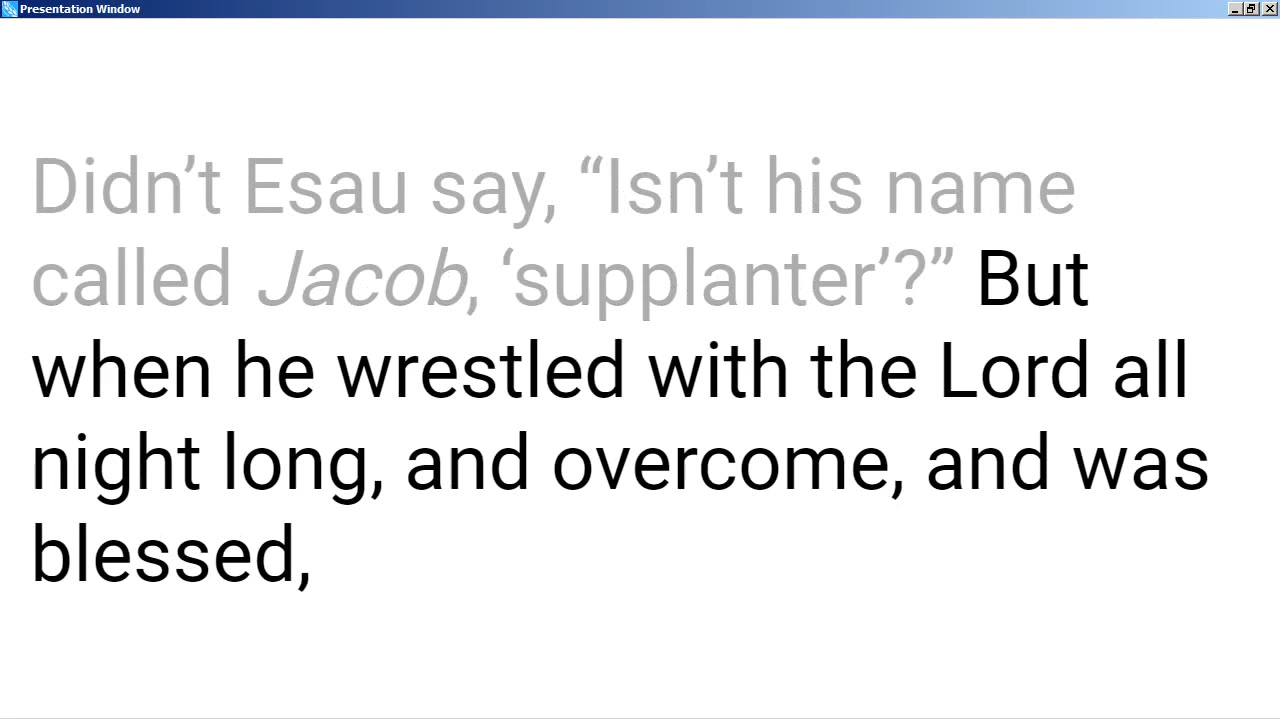 Presentation Window
Didn’t Esau say, “Isn’t his name
called Jacob, ‘supplanter’?” But
when he wrestled with the Lord all
night long, and overcome, and was
blessed,